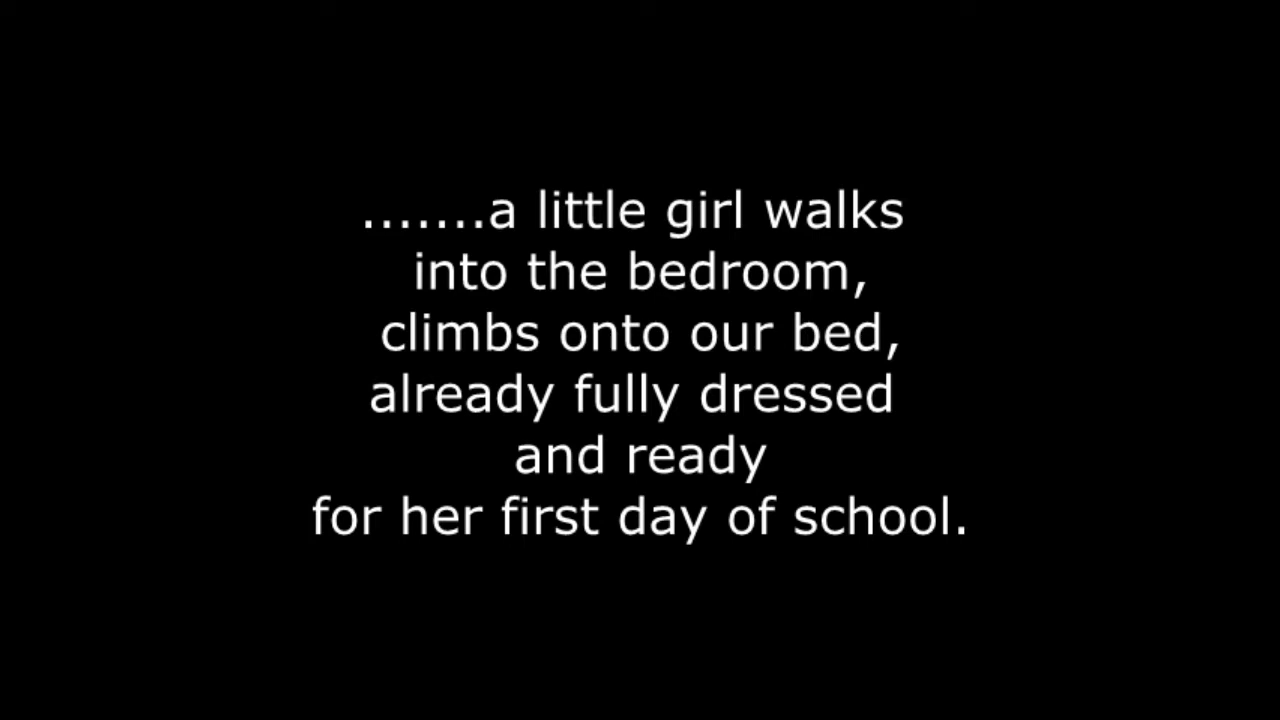 .......a little girl walks
into the bedroom,
climbs onto our bed,
already fully dressed
and ready
for her first day of school.